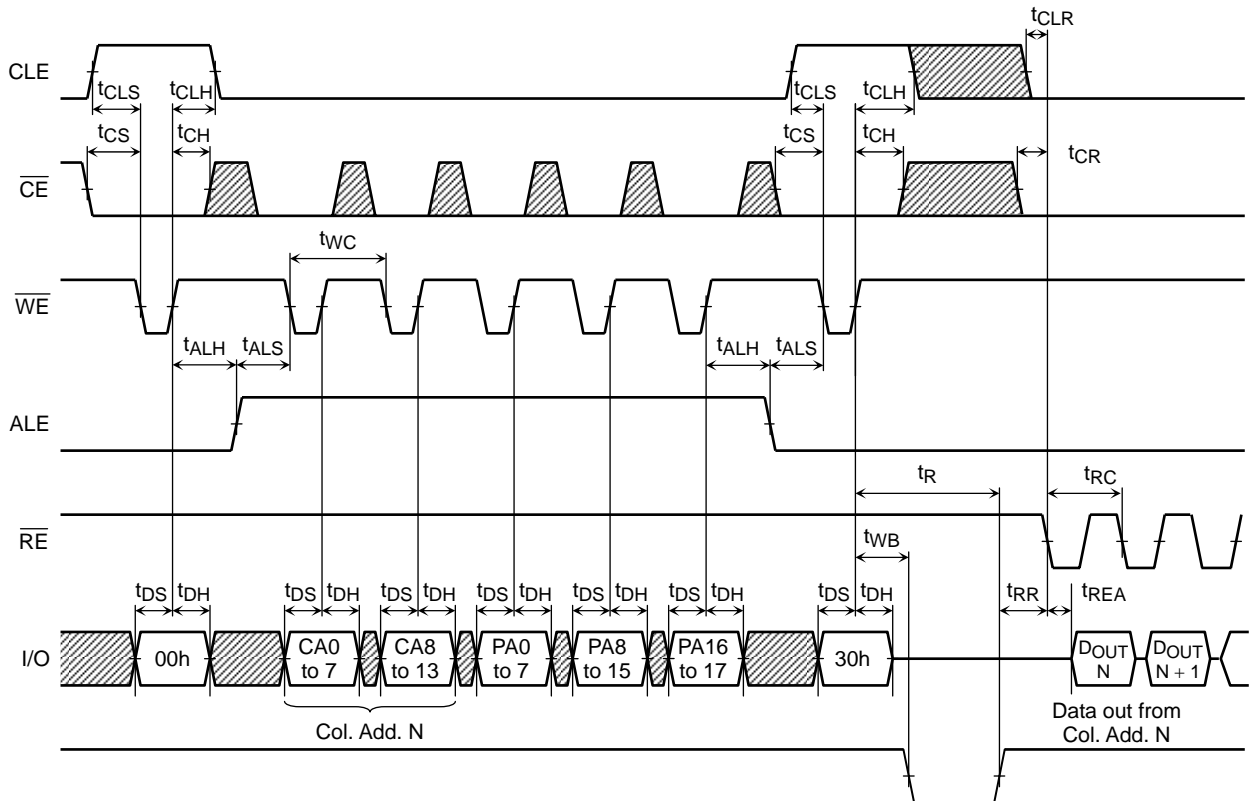 tCLR
CLE
tCLS tCLH tCLS tCLH
tCS tCH tCS tCH tCR
CE
tWC
WE
tALH tALS tALH tALS
ALE
tR tRC
RE
tWB
tDS tDH tDS tDH tDS tDH tDS tDH tDS tDH tDS tDH tDS tDH tRR tREA
I/O 00h CA0 to 7 CA8 to 13 PA0 to 7 PA8 to 15 PA16 to 17 30h DOUT N DOUT N + 1
Col. Add. N
Data out from
Col. Add. N